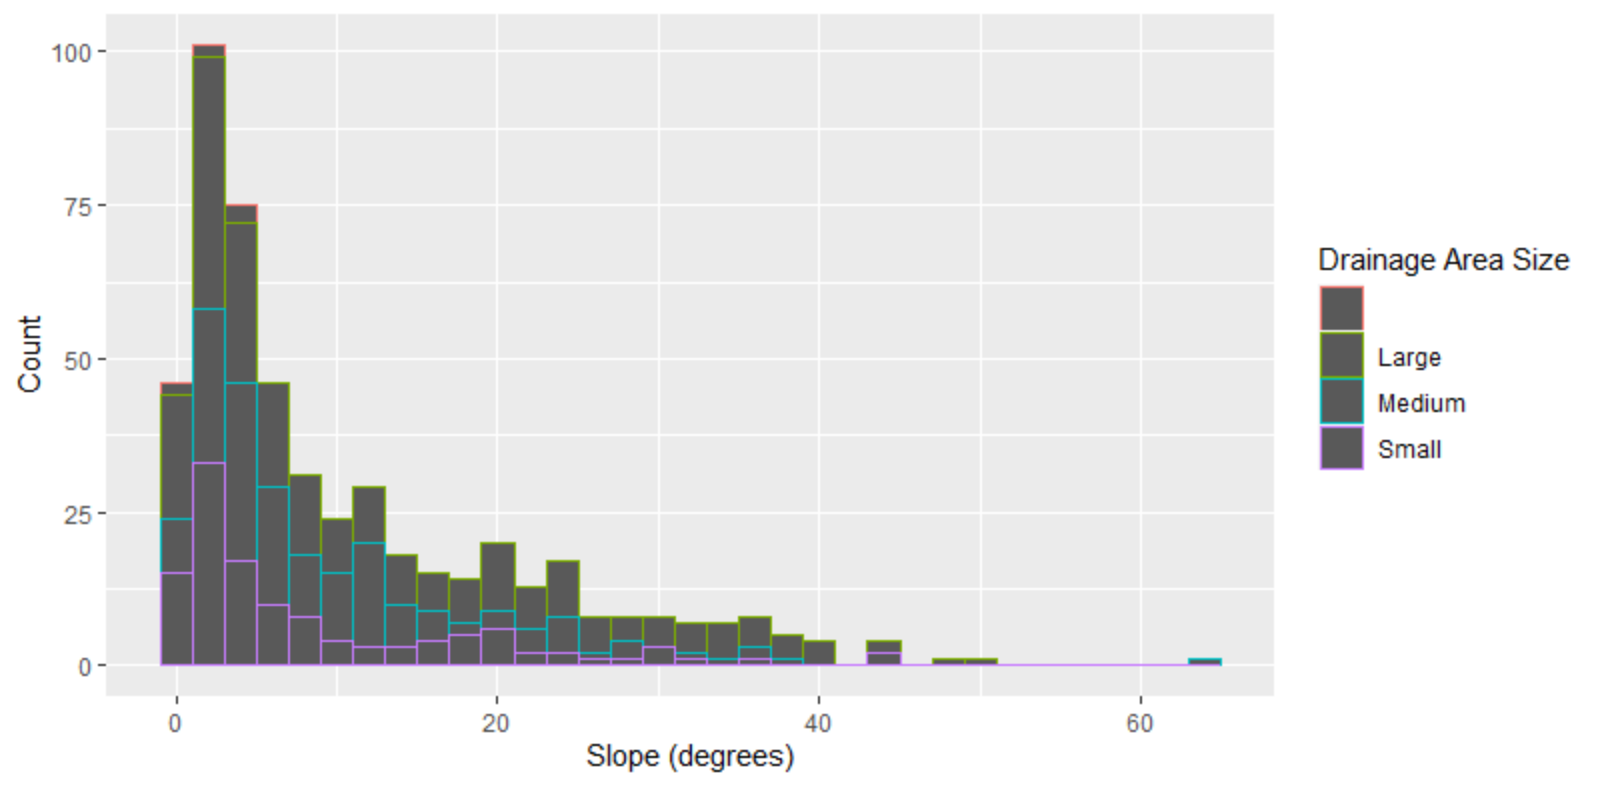 100
75
50
25
0
Count
0 20 40 60
Slope (degrees)
Drainage Area Size
Large
Medium
Small